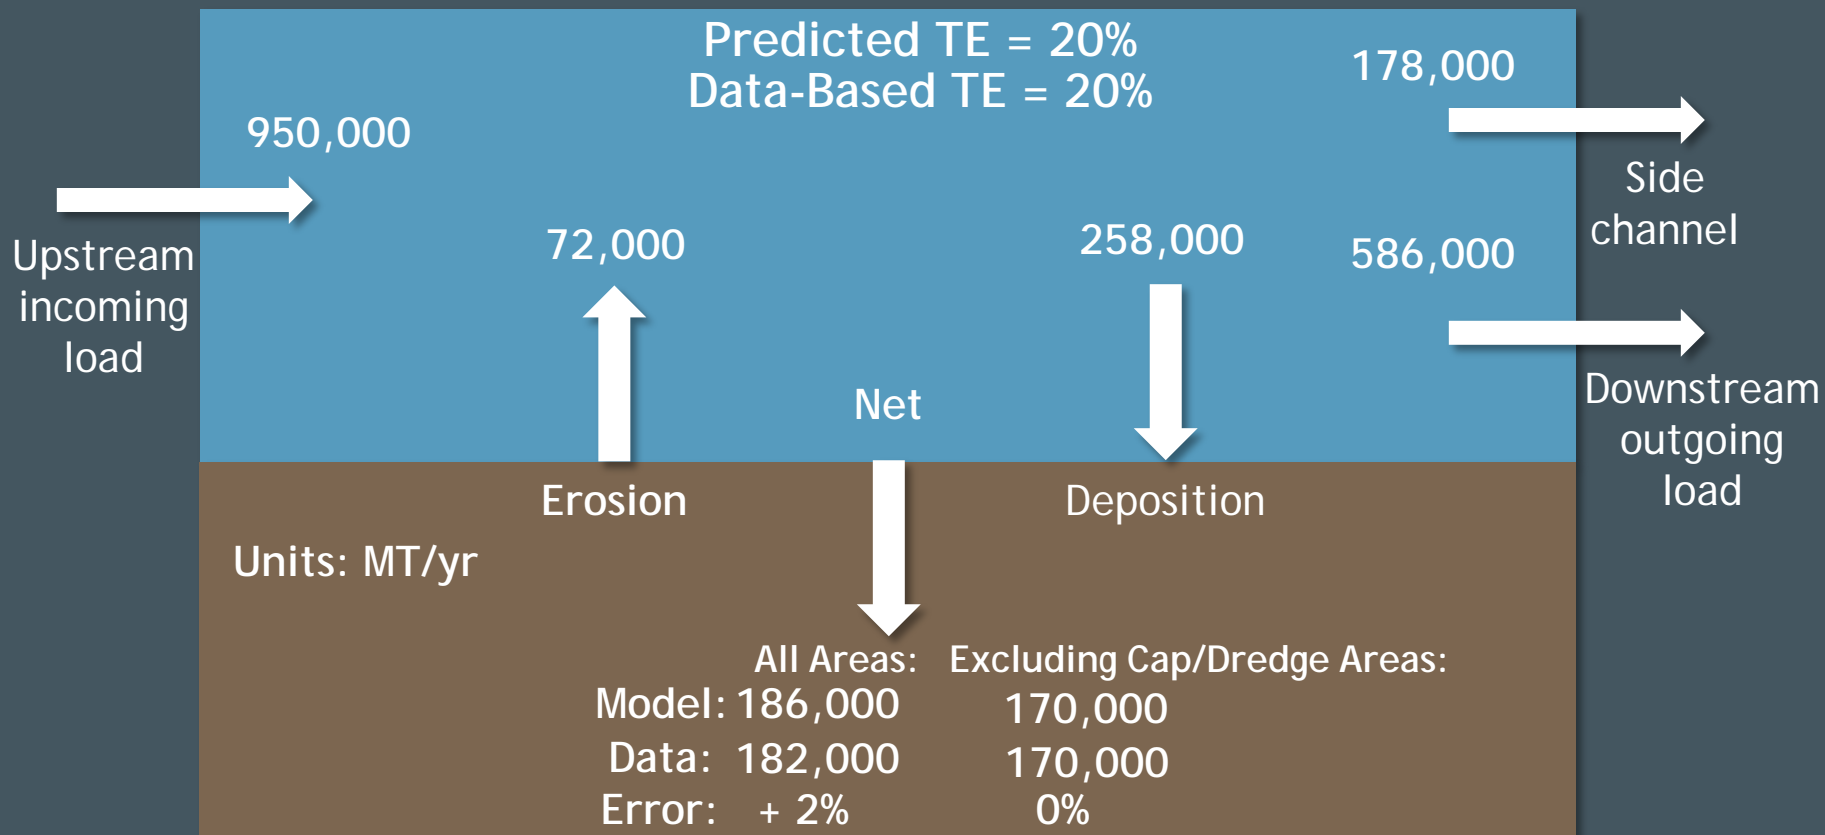 Predicted TE = 20%
Data-Based TE = 20%
178,000
950,000
Side
channel
Upstream
incoming
load
72,000
258,000
586,000
Net
Downstream
outgoing
load
Erosion
Deposition
Units: MT/yr
All Areas: Excluding Cap/Dredge Areas:
Model: 186,000 170,000
Data: 182,000 170,000
Error: + 2% 0%